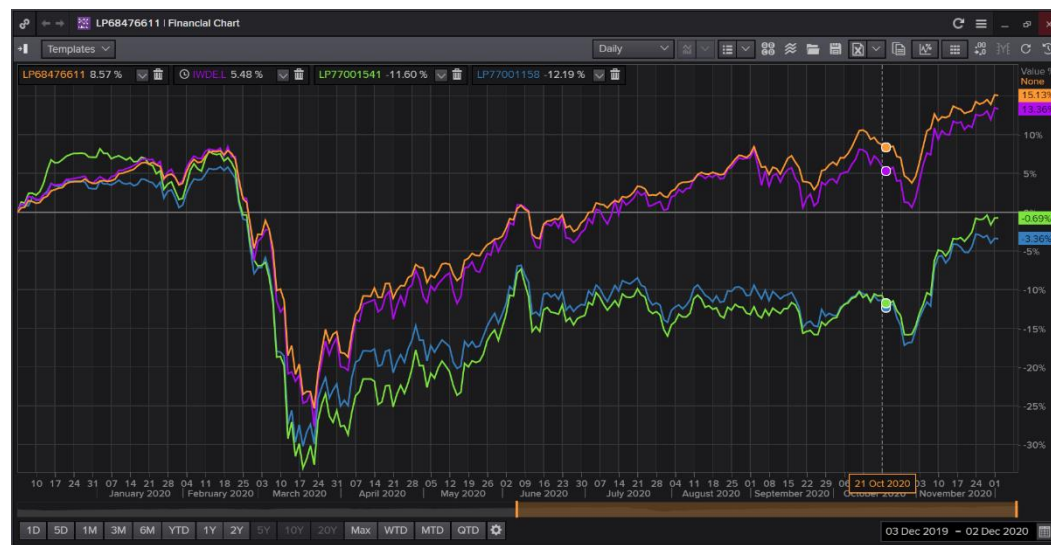 LP68476611 | Financial Chart
Templates
Daily
LP68476611 8.57 %
IWDE.L 5.48 %
LP77001541 -11.60 %
LP77001158 -12.19 %
Value %
None
15.13%
13.36%
10%
5%
-0.69%
-3.36%
-5%
-10%
-15%
-20%
-25%
-30%
10 17 24 31 07 14 21 28 04 11 18 25 03 10 17 24 31 07 14 21 28 05 12 19 26 02 09 16 23 30 07 14 21 28 04 11 18 25 01 08 15 22 29 21 Oct 2020 03 10 17 24 01
January 2020 February 2020 March 2020 April 2020 May 2020 June 2020 July 2020 August 2020 September 2020 October 2020 November 2020
1D 5D 1M 3M 6M YTD 1Y 2Y 5Y 10Y 20Y Max WTD MTD QTD
03 Dec 2019 - 02 Dec 2020